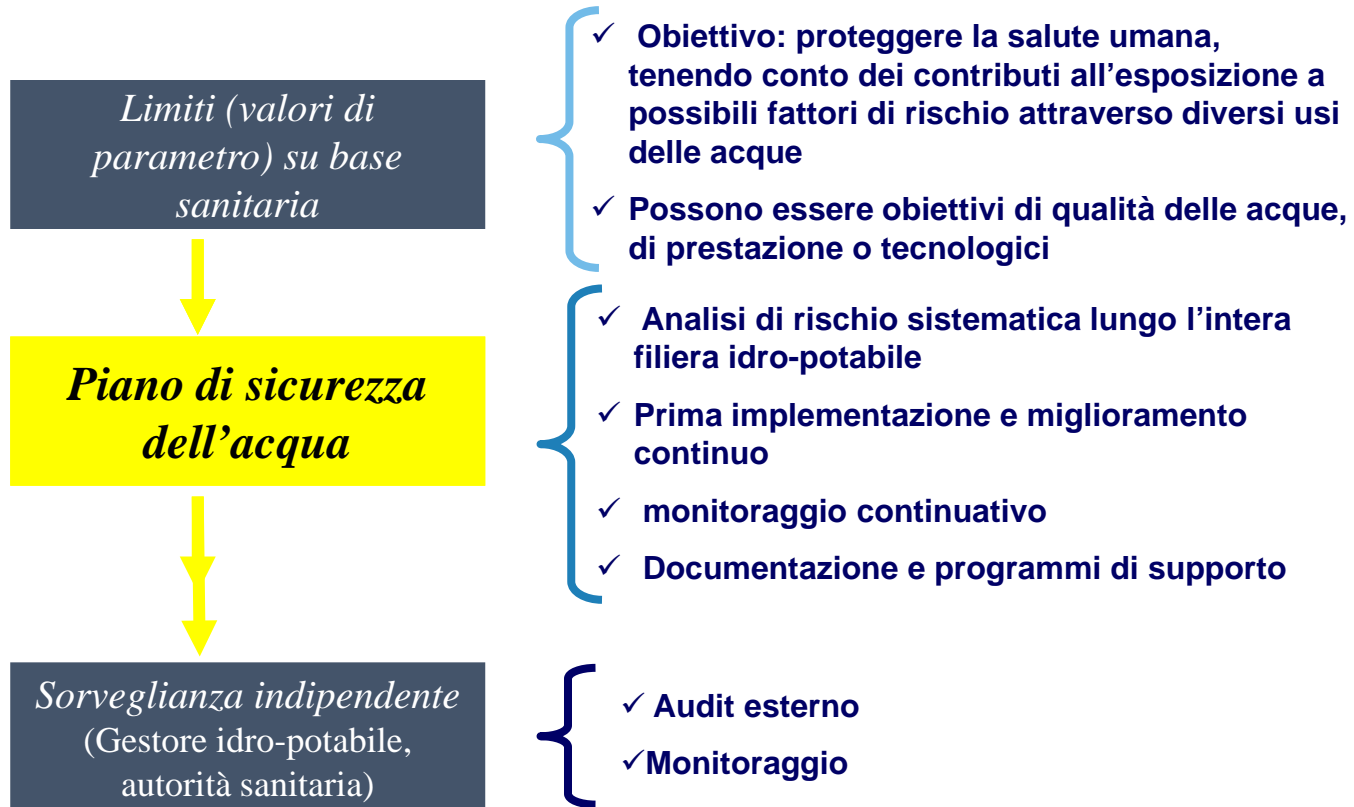 Limiti (valori di
parametro) su base
sanitaria
✓ Obiettivo: proteggere la salute umana,
tenendo conto dei contributi all'esposizione a
possibili fattori di rischio attraverso diversi usi
delle acque
✓ Possono essere obiettivi di qualità delle acque,
di prestazione o tecnologici
Piano di sicurezza
dell'acqua
✓ Analisi di rischio sistematica lungo l'intera
filiera idro-potabile
✓ Prima implementazione e miglioramento
continuo
✓ monitoraggio continuativo
✓ Documentazione e programmi di supporto
Sorveglianza indipendente
(Gestore idro-potabile,
autorità sanitaria)
✓ Audit esterno
✓Monitoraggio